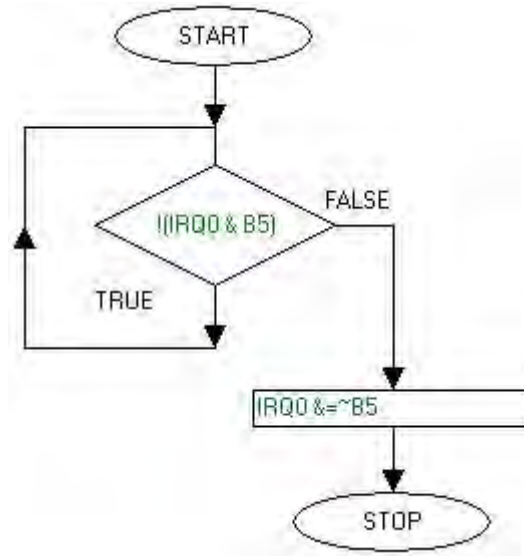 START
!(IRQ0 & B5)
FALSE
TRUE
IRQ0 &=~B5
STOP